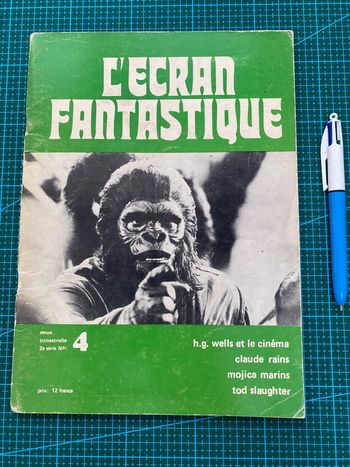 L'ECRAN
FANTASTIQUE
revue
trimestrielle
2e série No:
4
h.g. wells et le cinéma
claude rains
mojica marins
tod slaughter
prix: 12 francs